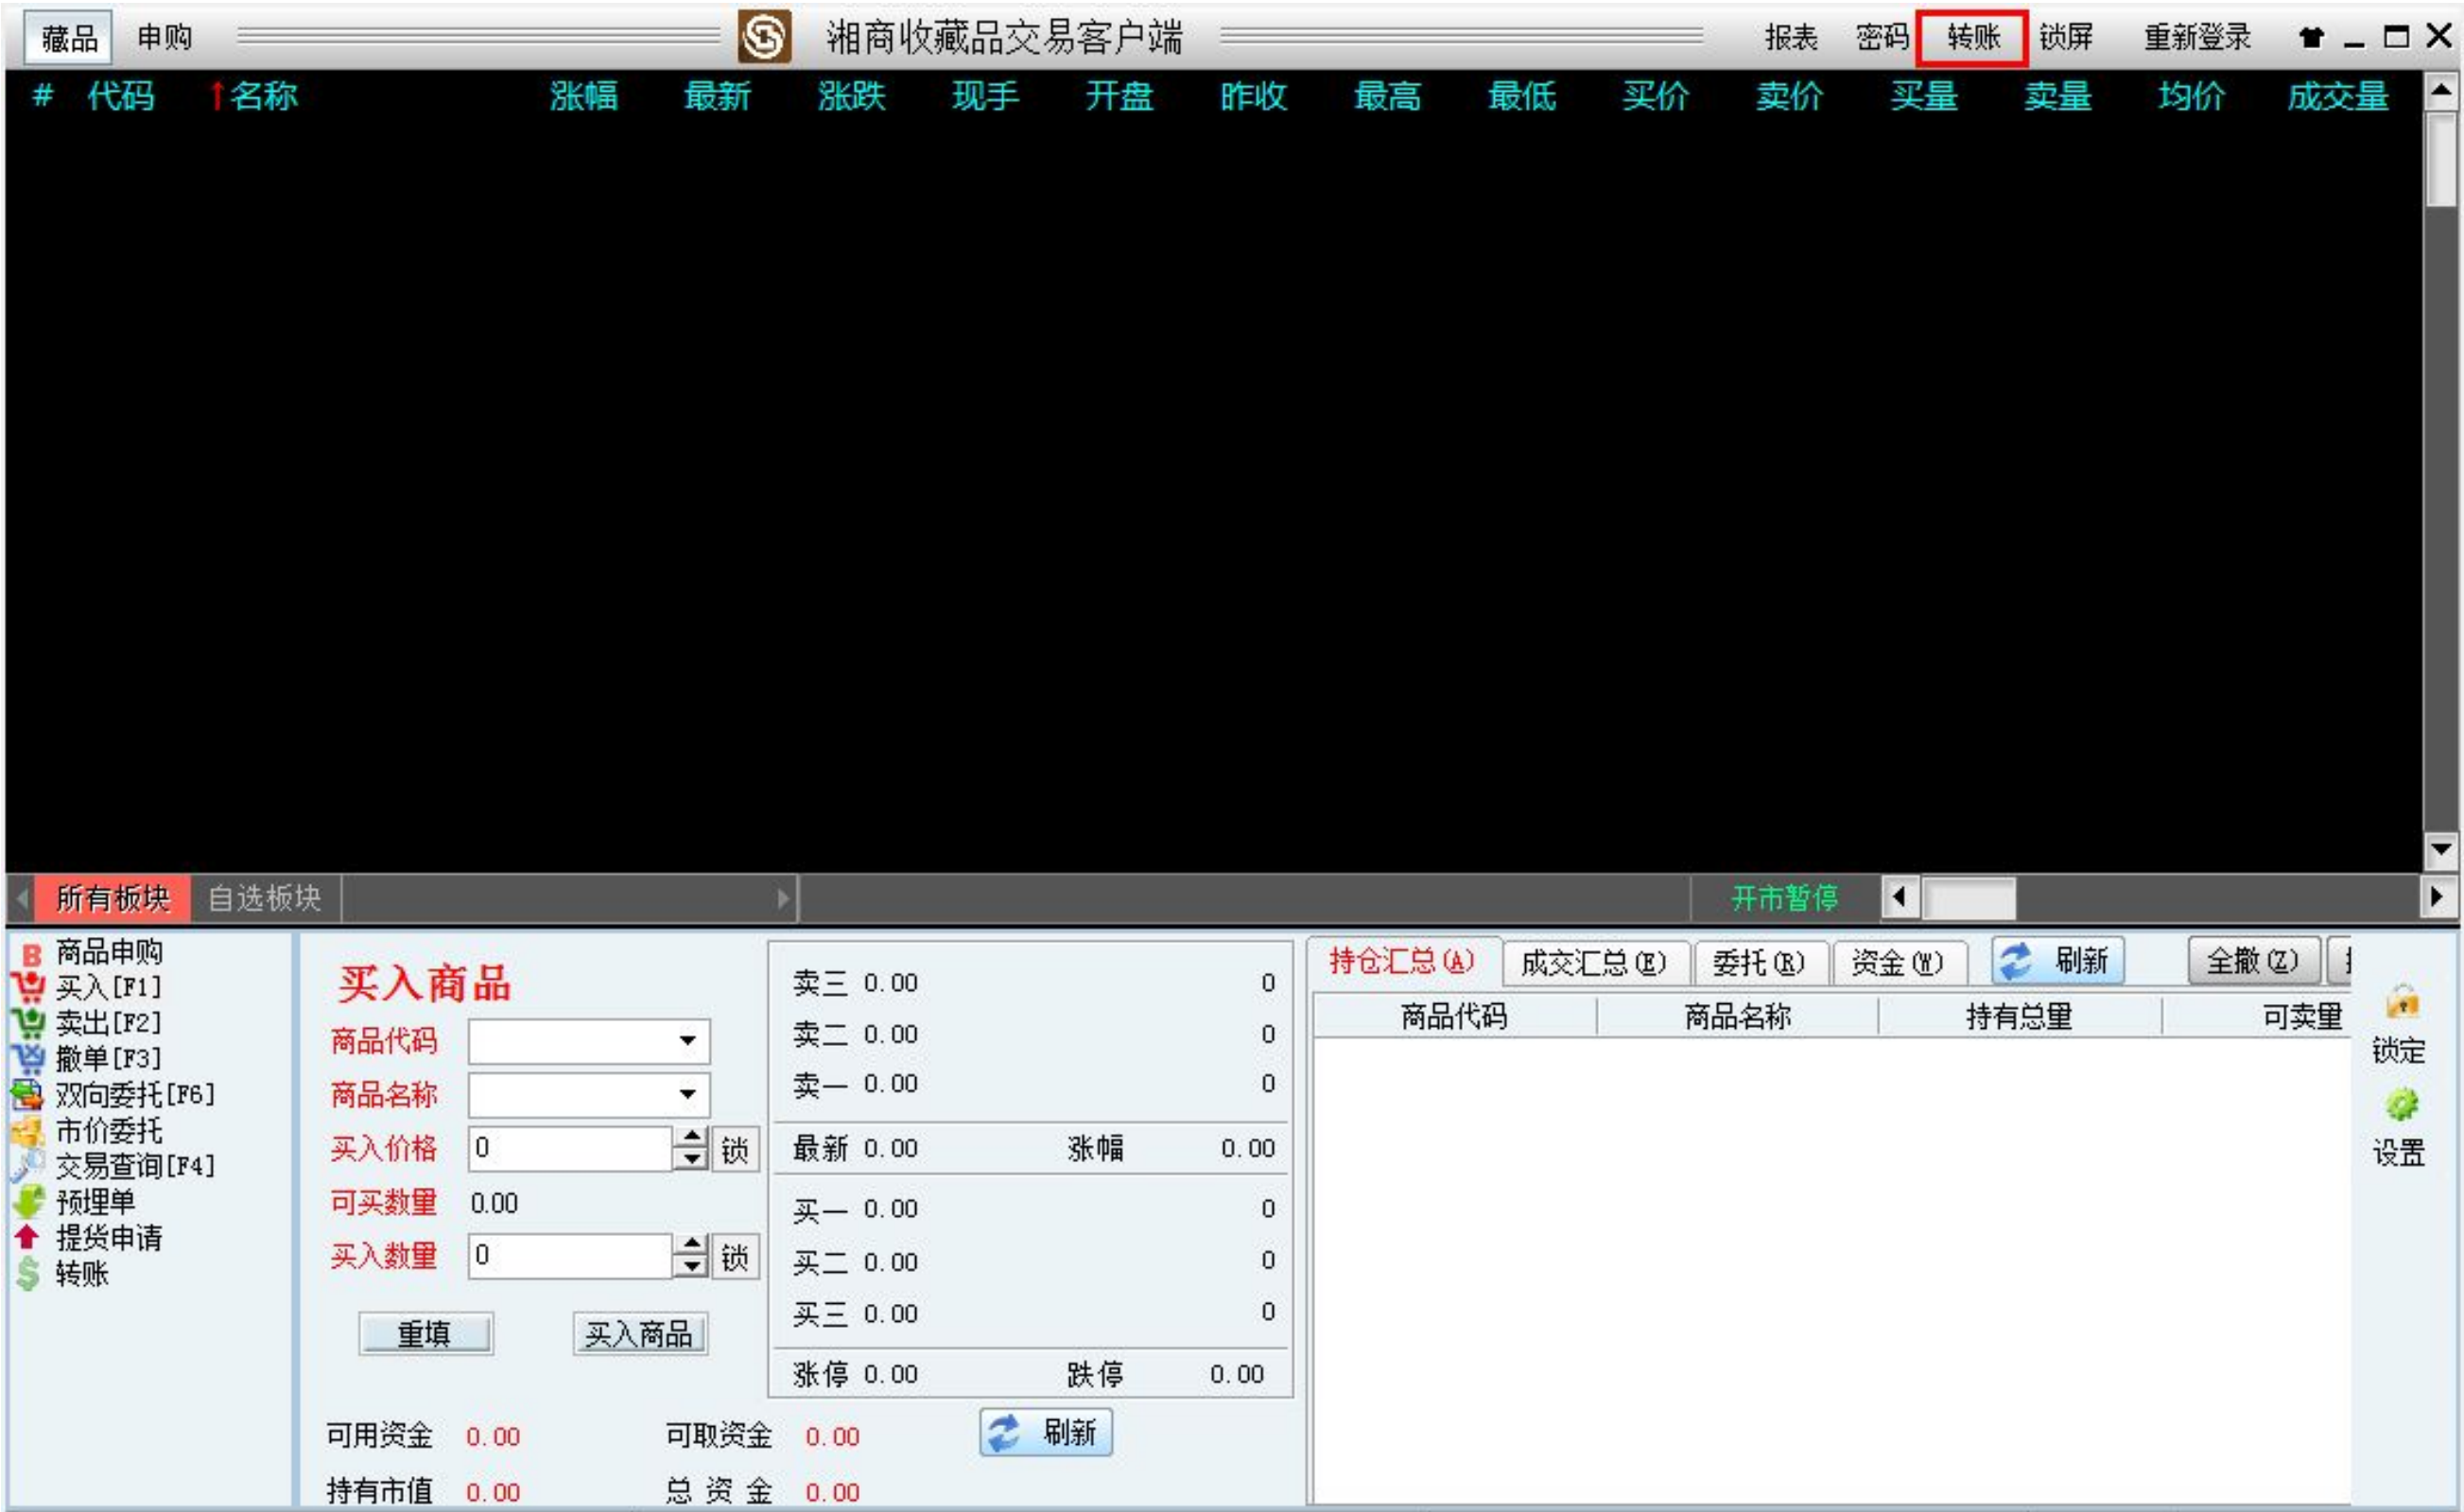 藏品 申购 湘商收藏品交易客户端 报表 密码 转账 锁屏 重新登录
# 代码 ↑名称 涨幅 最新 涨跌 现手 开盘 昨收 最高 最低 买价 卖价 买量 卖量 均价 成交量
所有板块 自选板块 开市暂停
商品申购
买入[F1]
卖出[F2]
撤单[F3]
双向委托[F6]
市价委托
交易查询[F4]
预埋单
提货申请
转账
买入商品
商品代码
商品名称
买入价格 0 锁
可买数量 0.00
买入数量 0 锁
重填 买入商品
卖三 0.00 0
卖二 0.00 0
卖一 0.00 0
最新 0.00 涨幅 0.00
买一 0.00 0
买二 0.00 0
买三 0.00 0
涨停 0.00 跌停 0.00
可用资金 0.00 可取资金 0.00 刷新
持有市值 0.00 总资金 0.00
持仓汇总(A) 成交汇总(E) 委托(R) 资金(W) 刷新 全撤(Z)
商品代码 商品名称 持有总量 可卖量
锁定
设置